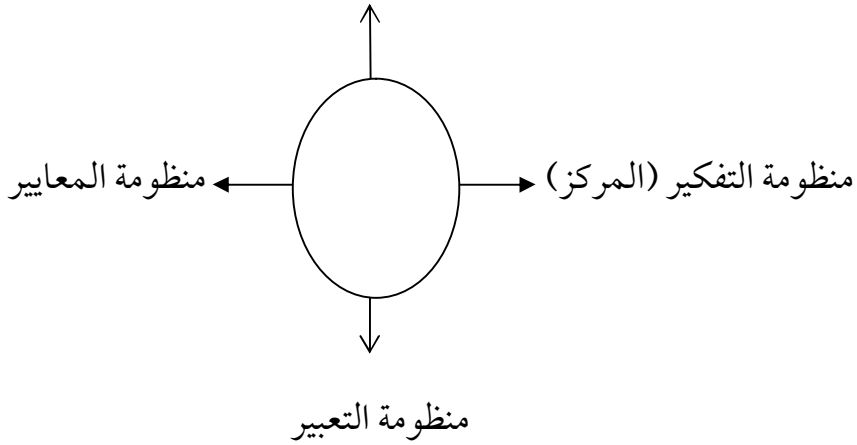 منظومة التفكير (المركز)
منظومة المعايير
منظومة التعبير